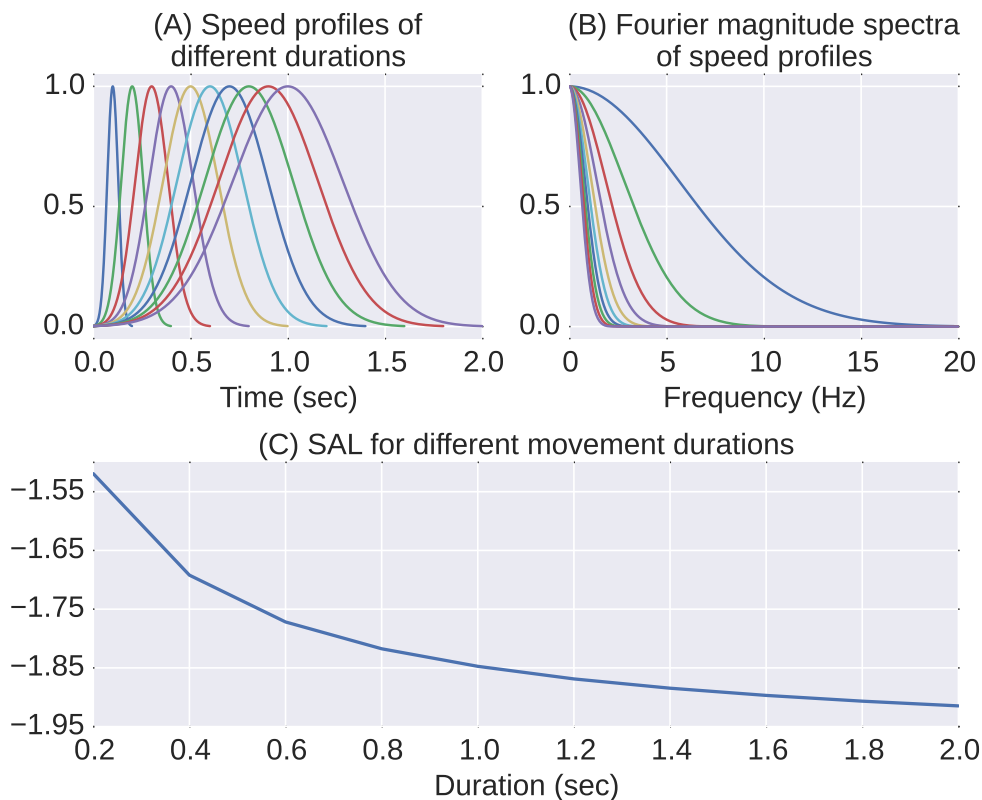 (A) Speed profiles of
different durations
1.0
0.5
0.0
0.0 0.5 1.0 1.5 2.0
Time (sec)
(B) Fourier magnitude spectra
of speed profiles
1.0
0.5
0.0
0 5 10 15 20
Frequency (Hz)
(C) SAL for different movement durations
−1.55
−1.65
−1.75
−1.85
−1.95
0.2 0.4 0.6 0.8 1.0 1.2 1.4 1.6 1.8 2.0
Duration (sec)